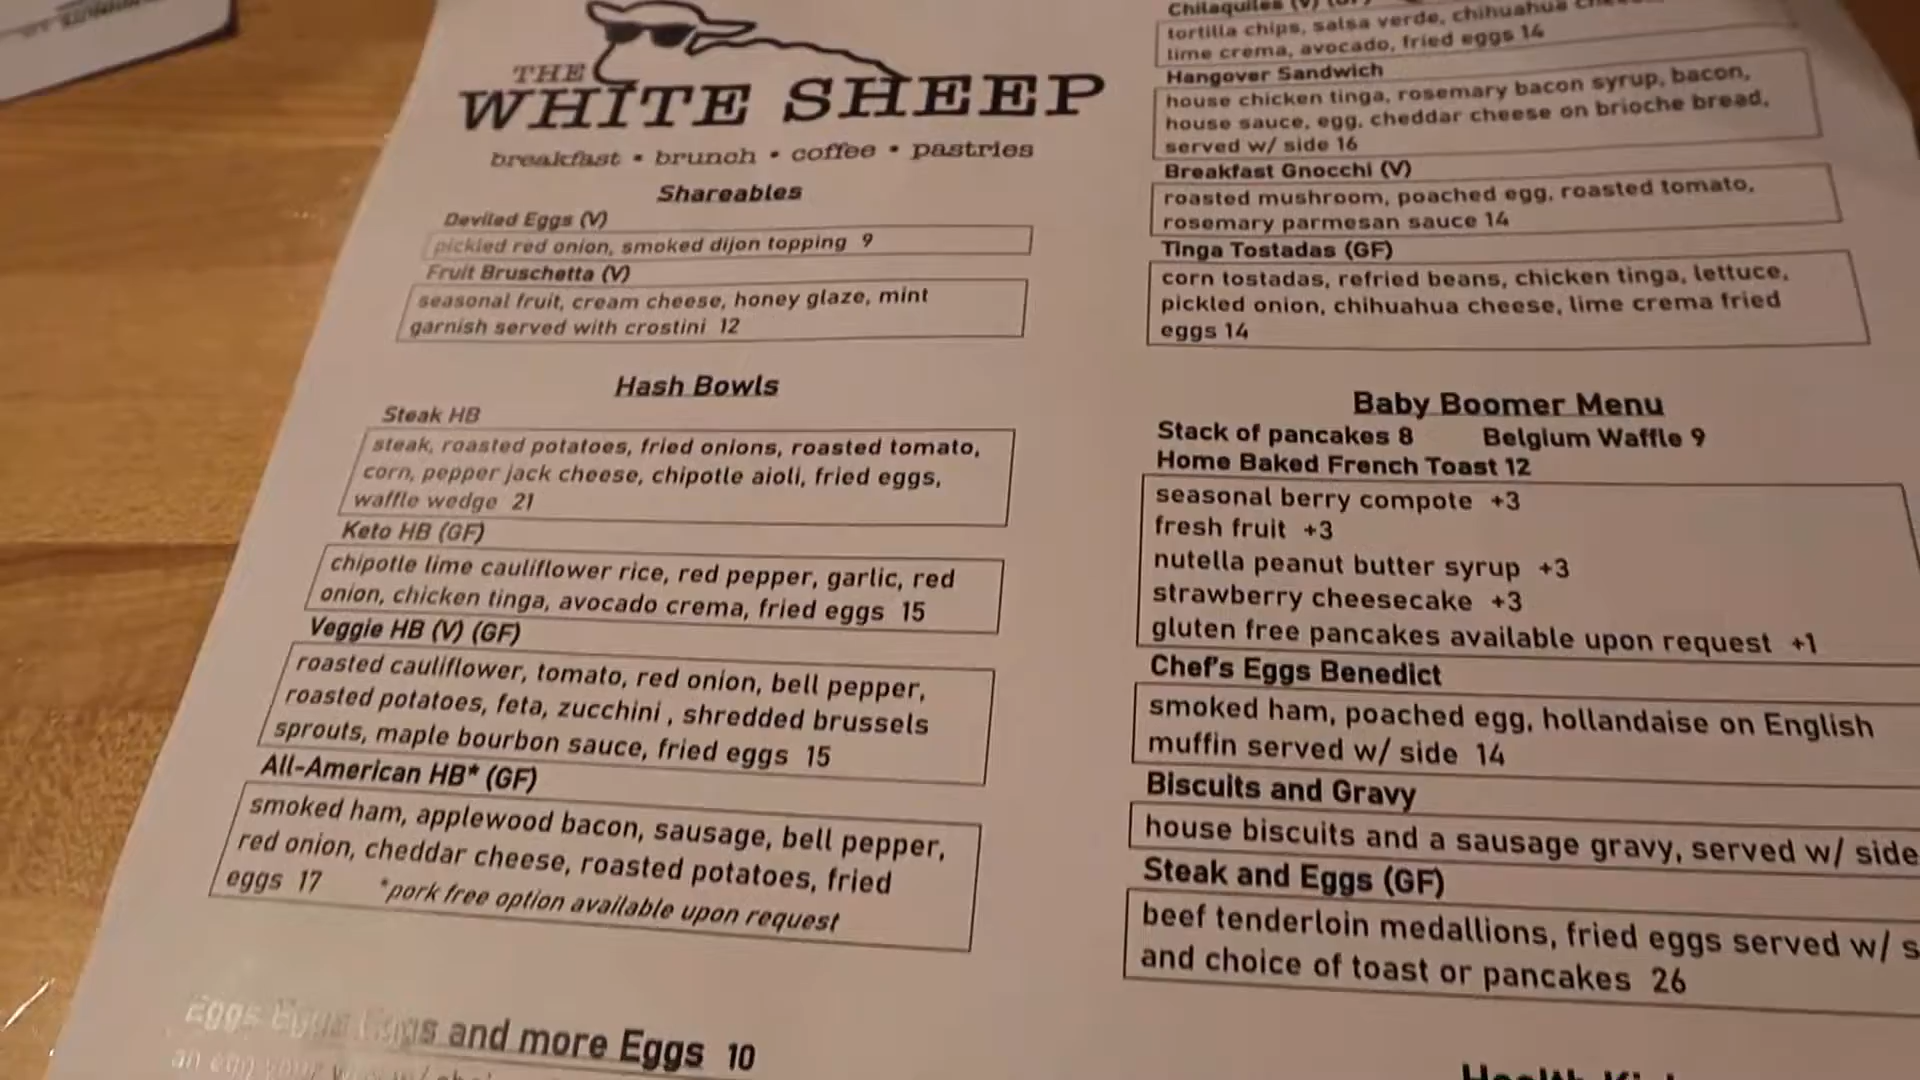 THE
WHITE SHEEP
breakfast • brunch • coffee • pastries
Shareables
Deviled Eggs (V)
pickled red onion, smoked dijon topping 9
Fruit Bruschetta (V)
seasonal fruit, cream cheese, honey glaze, mint
garnish served with crostini 12
Hash Bowls
Steak HB
steak, roasted potatoes, fried onions, roasted tomato,
corn, pepper jack cheese, chipotle aioli, fried eggs,
waffle wedge 21
Keto HB (GF)
chipotle lime cauliflower rice, red pepper, garlic, red
onion, chicken tinga, avocado crema, fried eggs 15
Veggie HB (V) (GF)
roasted cauliflower, tomato, red onion, bell pepper,
roasted potatoes, feta, zucchini , shredded brussels
sprouts, maple bourbon sauce, fried eggs 15
All-American HB* (GF)
smoked ham, applewood bacon, sausage, bell pepper,
red onion, cheddar cheese, roasted potatoes, fried
eggs 17 *pork free option available upon request
Eggs Eggs Eggs and more Eggs 10
an egg your way w/
Chilaquiles (V)
tortilla chips, salsa verde, chihuahua
lime crema, avocado, fried eggs 14
Hangover Sandwich
house chicken tinga, rosemary bacon syrup, bacon,
house sauce, egg, cheddar cheese on brioche bread,
served w/ side 16
Breakfast Gnocchi (V)
roasted mushroom, poached egg, roasted tomato,
rosemary parmesan sauce 14
Tinga Tostadas (GF)
corn tostadas, refried beans, chicken tinga, lettuce,
pickled onion, chihuahua cheese, lime crema fried
eggs 14
Baby Boomer Menu
Stack of pancakes 8 Belgium Waffle 9
Home Baked French Toast 12
seasonal berry compote +3
fresh fruit +3
nutella peanut butter syrup +3
strawberry cheesecake +3
gluten free pancakes available upon request +1
Chef's Eggs Benedict
smoked ham, poached egg, hollandaise on English
muffin served w/ side 14
Biscuits and Gravy
house biscuits and a sausage gravy, served w/ side
Steak and Eggs (GF)
beef tenderloin medallions, fried eggs served w/ s
and choice of toast or pancakes 26